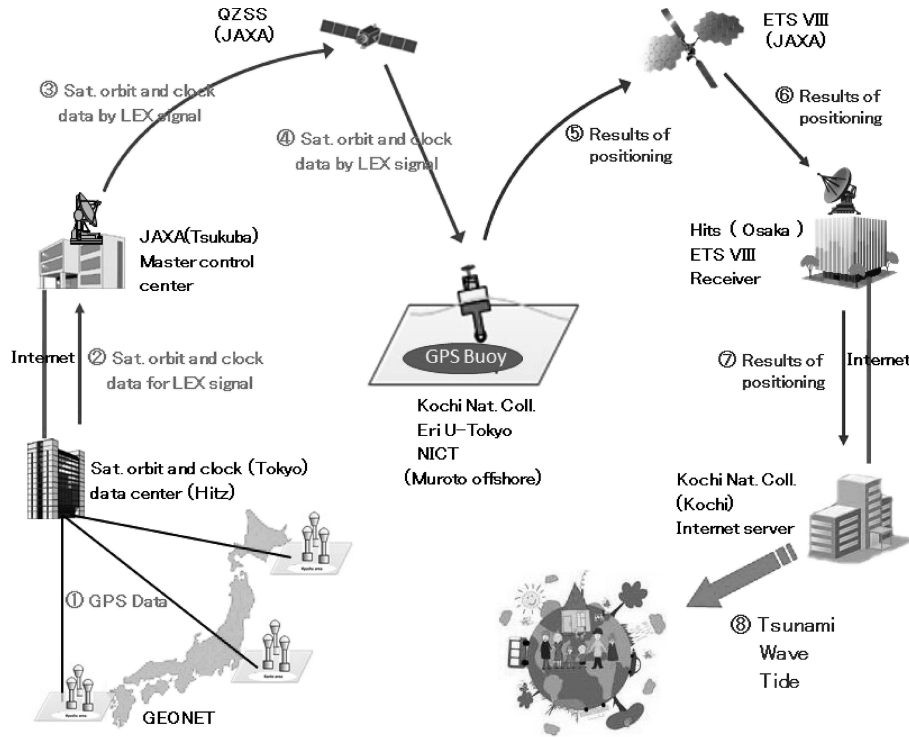 QZSS
(JAXA)
ETS Ⅷ
(JAXA)
③ Sat. orbit and clock
data by LEX signal
④ Sat. orbit and clock
data by LEX signal
⑤ Results of
positioning
⑥ Results of
positioning
JAXA(Tsukuba)
Master control
center
Hits ( Osaka )
ETS Ⅷ
Receiver
Internet
② Sat. orbit and clock
data for LEX signal
GPS Buoy
⑦ Results of
positioning
Internet
Kochi Nat. Coll.
Eri U-Tokyo
NICT
(Muroto offshore)
Sat. orbit and clock (Tokyo)
data center (Hitz)
Kochi Nat. Coll.
(Kochi)
Internet server
① GPS Data
⑧ Tsunami
Wave
Tide
GEONET